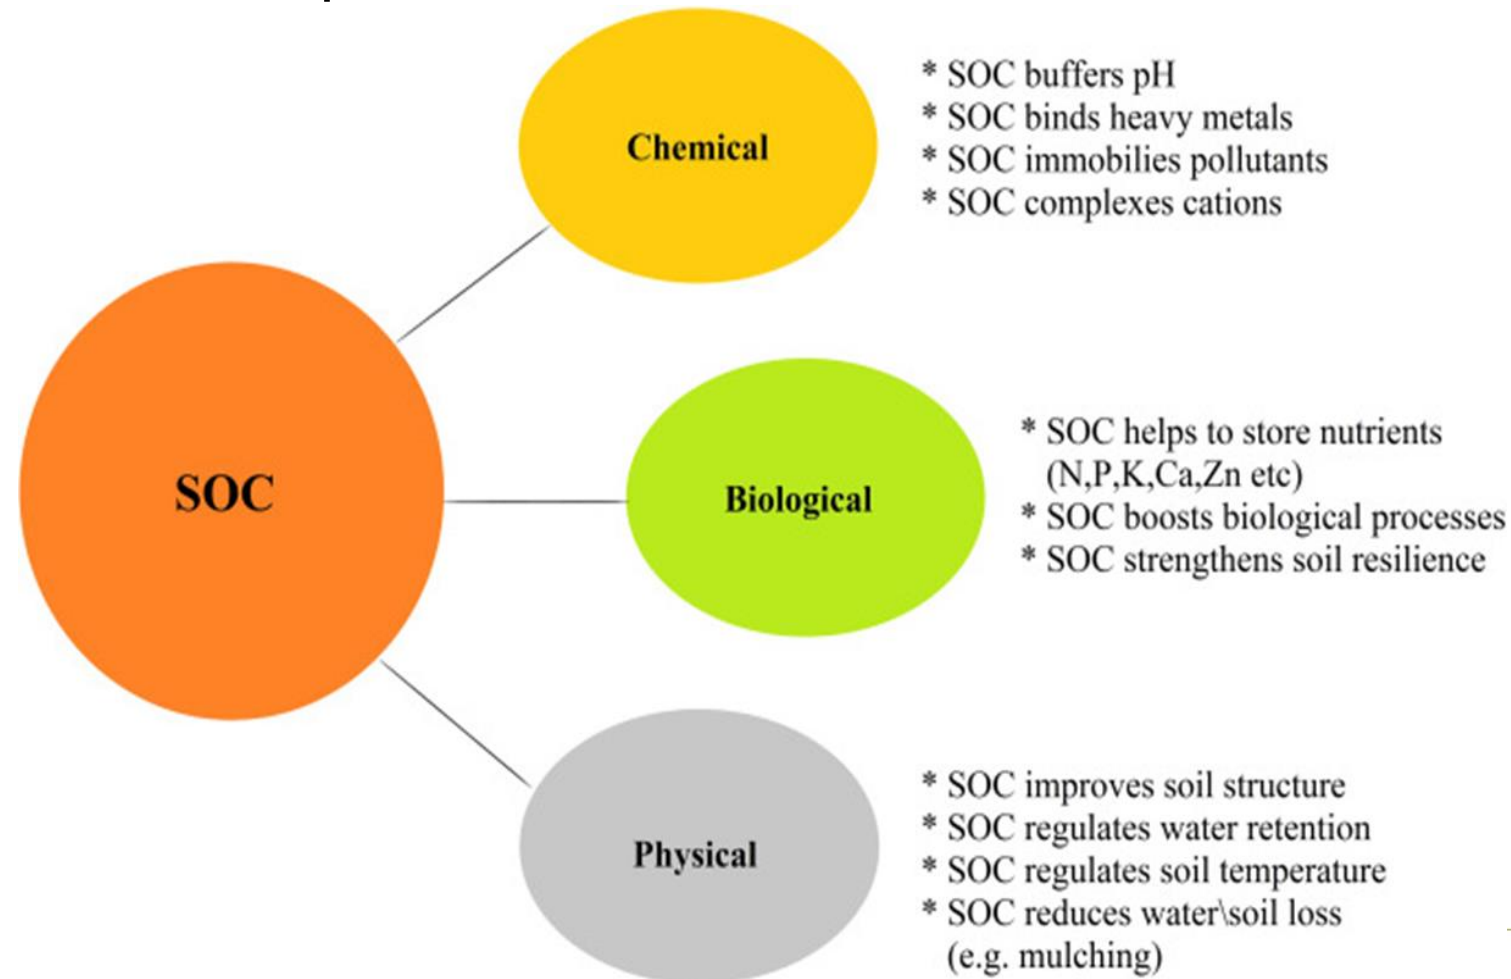 Chemical
* SOC buffers pH
* SOC binds heavy metals
* SOC immobilies pollutants
* SOC complexes cations
SOC
Biological
* SOC helps to store nutrients
(N,P,K,Ca,Zn etc)
* SOC boosts biological processes
* SOC strengthens soil resilience
Physical
* SOC improves soil structure
* SOC regulates water retention
* SOC regulates soil temperature
* SOC reduces water\soil loss
(e.g. mulching)